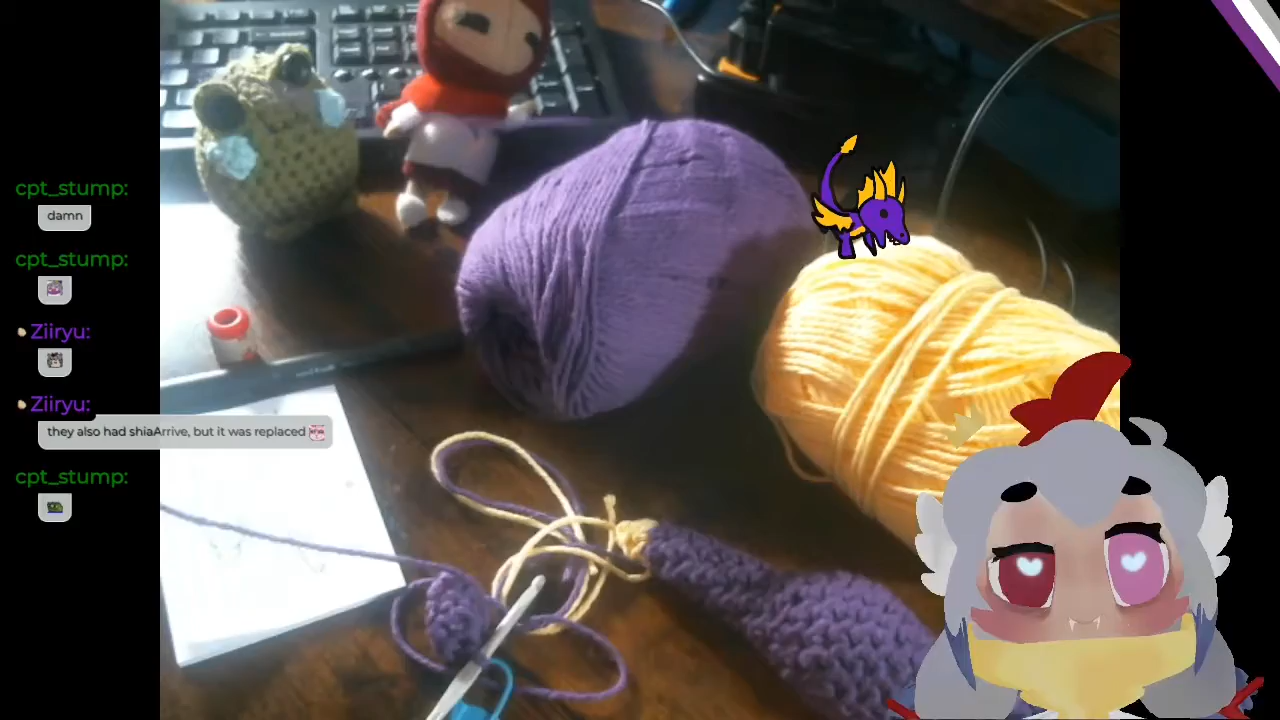 cpt_stump:
damn
cpt_stump:
Ziiryu:
Ziiryu:
they also had shiaArrive, but it was replaced
cpt_stump: